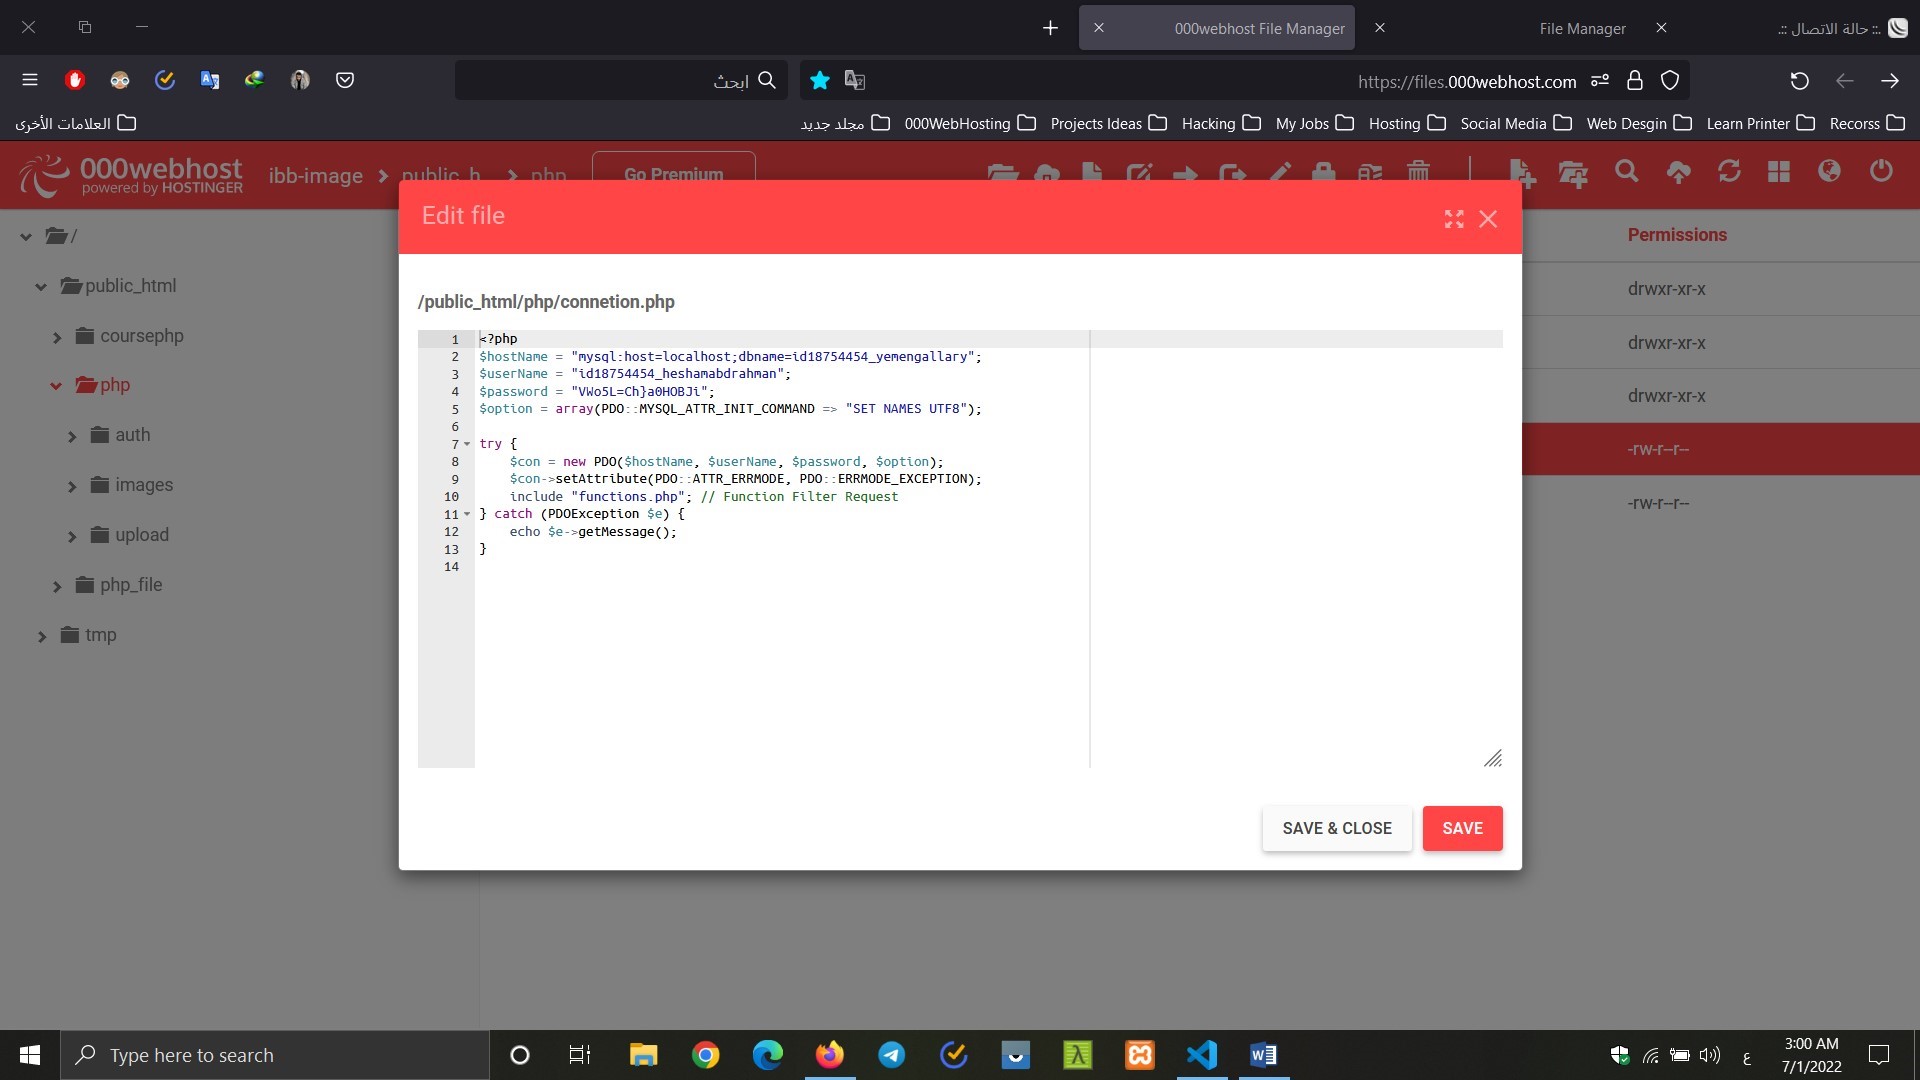 000webhost File Manager
File Manager
.:: حالة الاتصال ::.
ابحث
https://files.000webhost.com
العلامات الأخرى
مجلد جديد
000WebHosting
Projects Ideas
Hacking
My Jobs
Hosting
Social Media
Web Desgin
Learn Printer
Recorss
000webhost
powered by HOSTINGER
ibb-image
public_h
php
Go Premium
Edit file
/
public_html
coursephp
php
auth
images
upload
php_file
tmp
Permissions
drwxr-xr-x
drwxr-xr-x
drwxr-xr-x
-rw-r--r--
-rw-r--r--
/public_html/php/connetion.php
1 <?php
2 $hostName = "mysql:host=localhost;dbname=id18754454_yemengallary";
3 $userName = "id18754454_heshamabdrahman";
4 $password = "VWo5L=Ch}a0HOBJi";
5 $option = array(PDO::MYSQL_ATTR_INIT_COMMAND => "SET NAMES UTF8");
6
7 try {
8 $con = new PDO($hostName, $userName, $password, $option);
9 $con->setAttribute(PDO::ATTR_ERRMODE, PDO::ERRMODE_EXCEPTION);
10 include "functions.php"; // Function Filter Request
11 } catch (PDOException $e) {
12 echo $e->getMessage();
13 }
14
SAVE & CLOSE
SAVE
Type here to search
ع
3:00 AM
7/1/2022